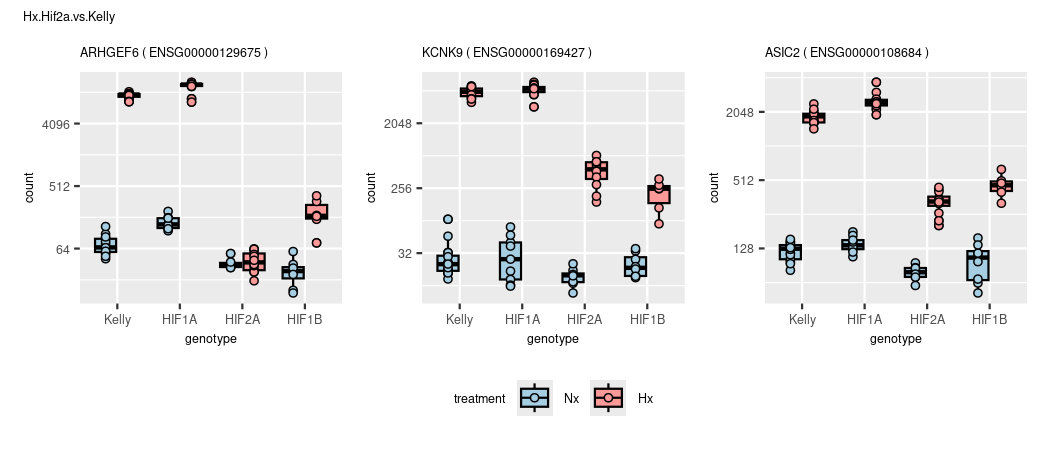 Hx.Hif2a.vs.Kelly
ARHGEF6 ( ENSG00000129675 )
KCNK9 ( ENSG00000169427 )
ASIC2 ( ENSG00000108684 )
count
4096
512
64
Kelly HIF1A HIF2A HIF1B
genotype
count
2048
256
32
Kelly HIF1A HIF2A HIF1B
genotype
count
2048
512
128
Kelly HIF1A HIF2A HIF1B
genotype
treatment Nx Hx